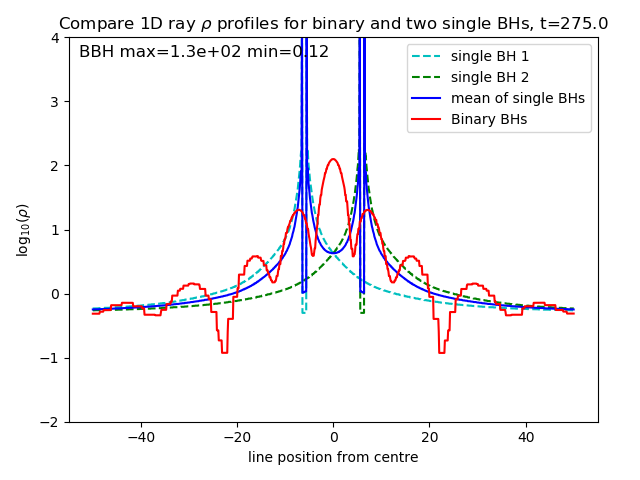 Compare 1D ray ρ profiles for binary and two single BHs, t=275.0
BBH max=1.3e+02 min=0.12
single BH 1
single BH 2
mean of single BHs
Binary BHs
log₁₀(ρ)
4
3
2
1
0
−1
−2
−40 −20 0 20 40
line position from centre